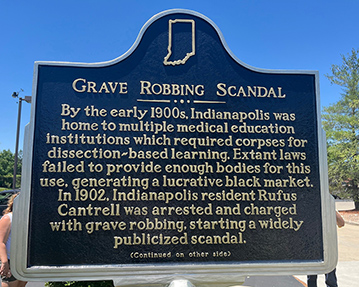 GRAVE ROBBING SCANDAL
By the early 1900s, Indianapolis was
home to multiple medical education
institutions which required corpses for
dissection-based learning. Extant laws
failed to provide enough bodies for this
use, generating a lucrative black market.
In 1902, Indianapolis resident Rufus
Cantrell was arrested and charged
with grave robbing, starting a widely
publicized scandal.
(Continued on other side)